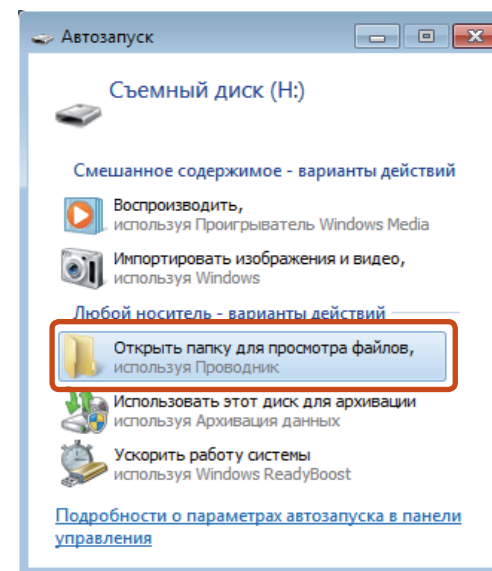 Автозапуск
Съемный диск (H:)
Смешанное содержимое - варианты действий
Воспроизводить,
используя Проигрыватель Windows Media
Импортировать изображения и видео,
используя Windows
Любой носитель - варианты действий
Открыть папку для просмотра файлов,
используя Проводник
Использовать этот диск для архивации
используя Архивация данных
Ускорить работу системы
используя Windows ReadyBoost
Подробности о параметрах автозапуска в панели
управления